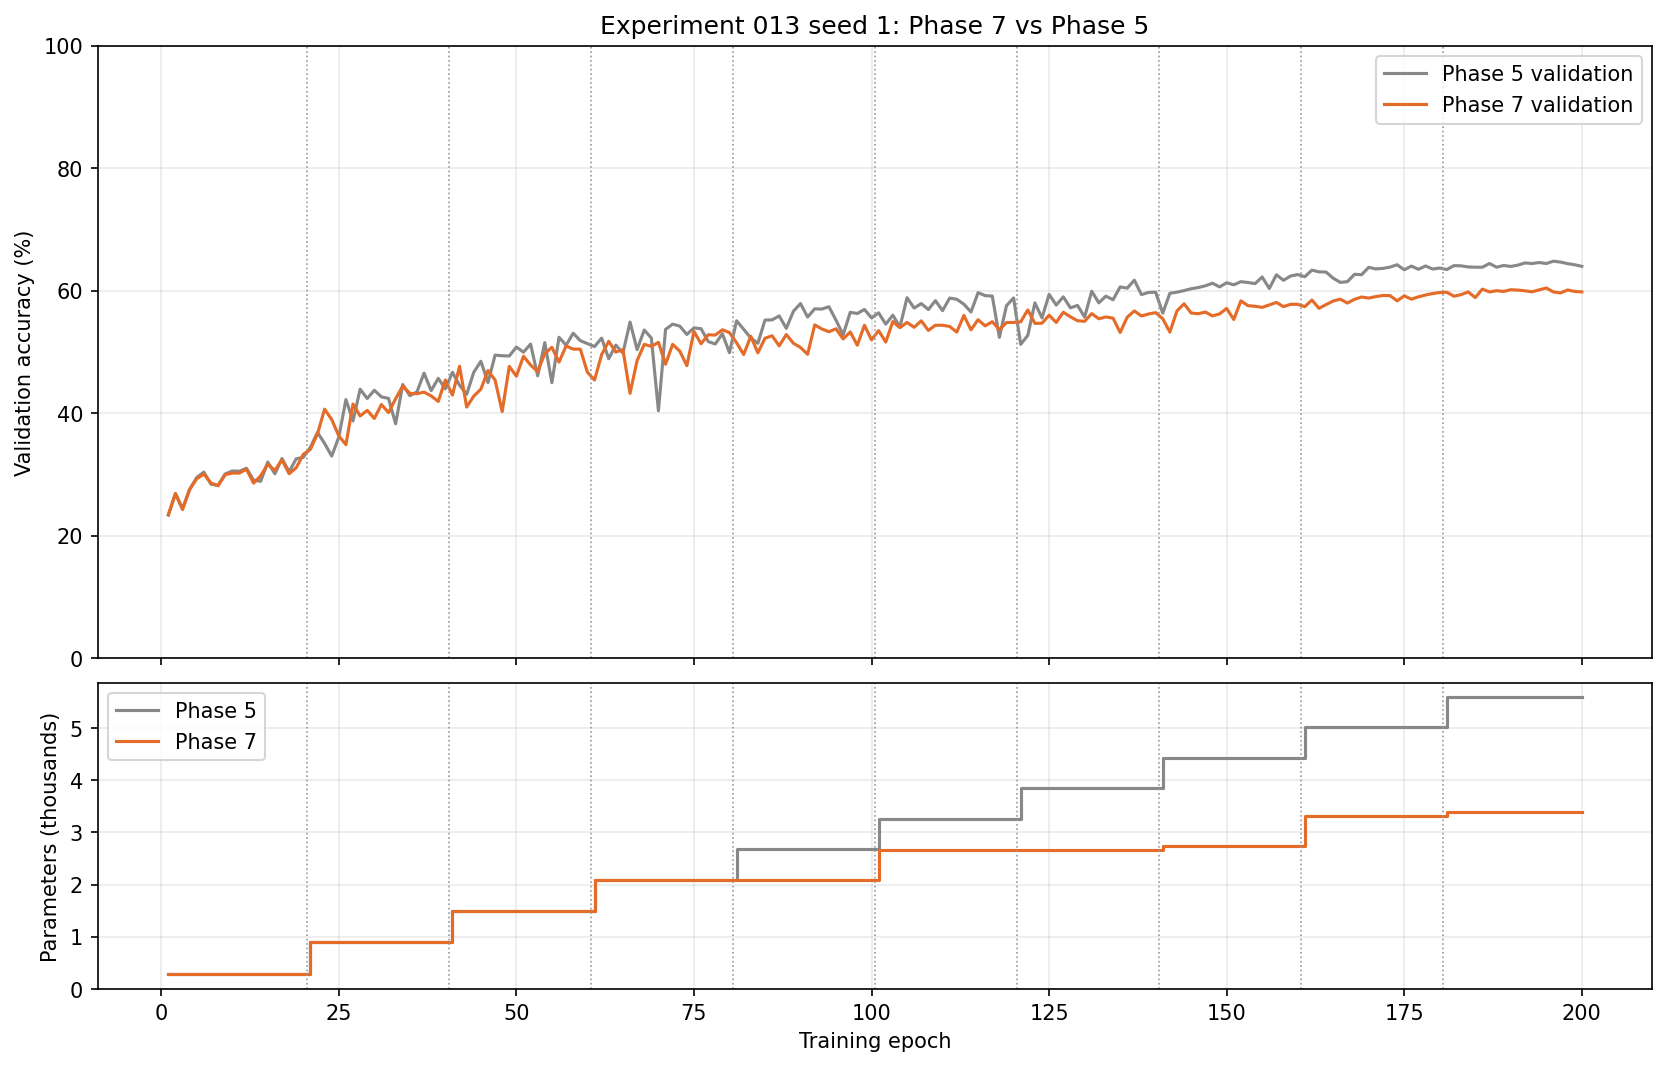 Experiment 013 seed 1: Phase 7 vs Phase 5
100
80
60
40
20
0
Validation accuracy (%)
Phase 5 validation
Phase 7 validation
5
4
3
2
1
0
Parameters (thousands)
Phase 5
Phase 7
0 25 50 75 100 125 150 175 200
Training epoch